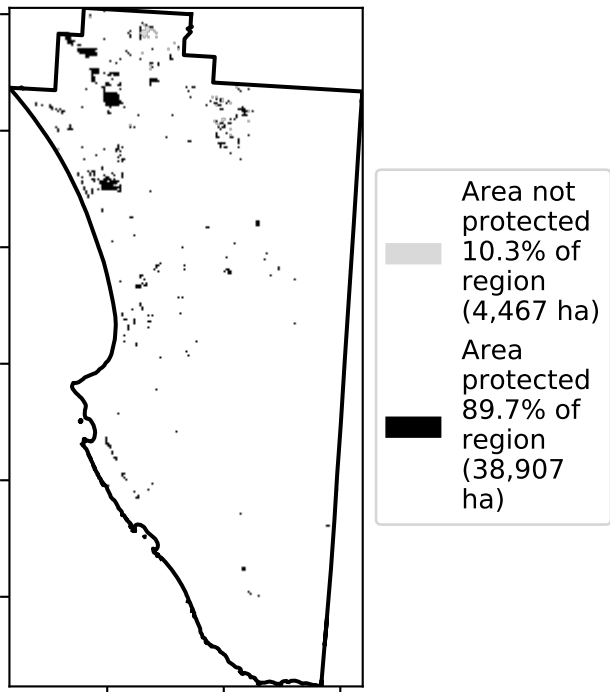 Area not
protected
10.3% of
region
(4,467 ha)
Area
protected
89.7% of
region
(38,907
ha)